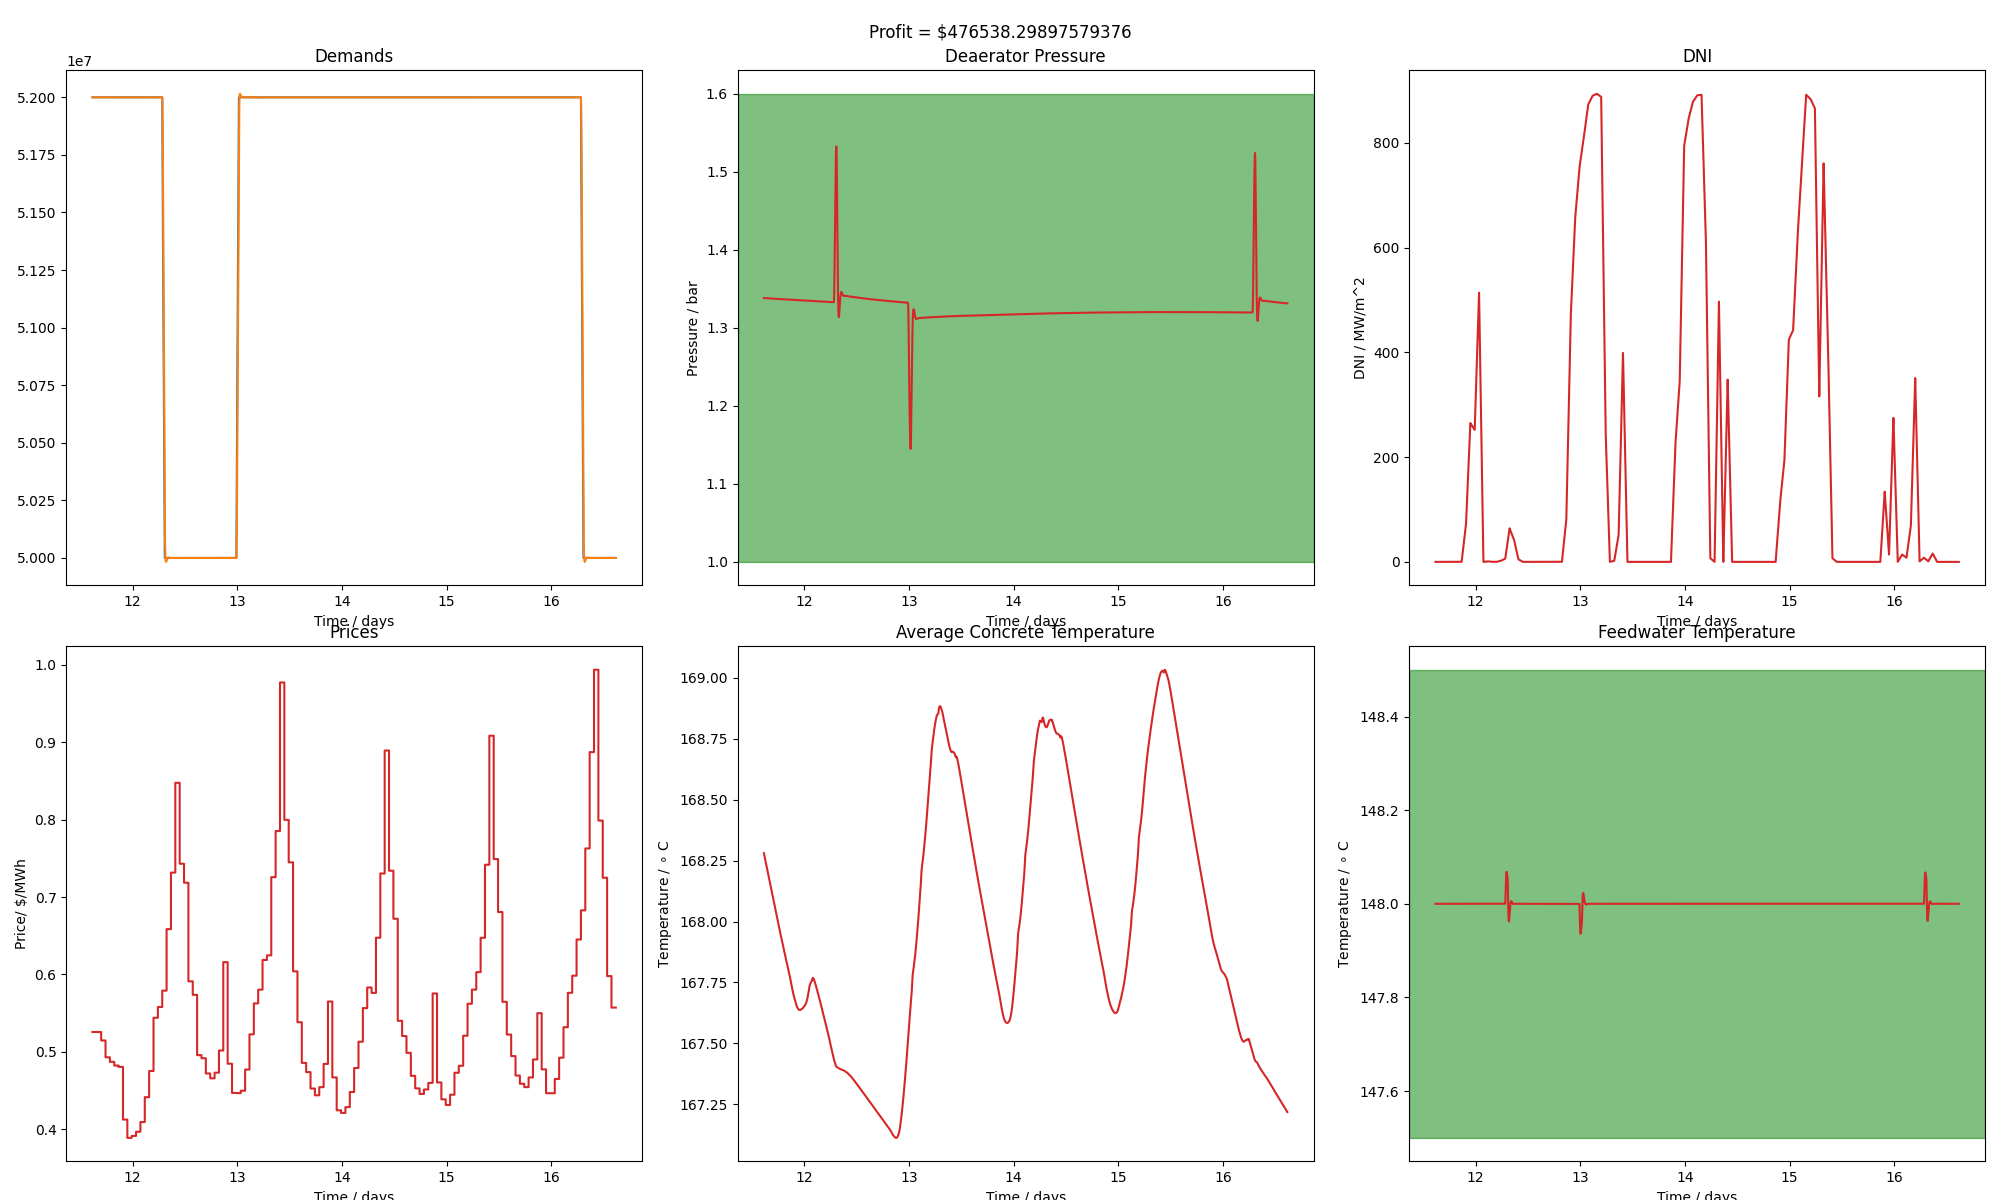 Profit = $476538.29897579376
Demands
1e7
5.200
5.175
5.150
5.125
5.100
5.075
5.050
5.025
5.000
12 13 14 15 16
Time / days
Deaerator Pressure
Pressure / bar
1.6
1.5
1.4
1.3
1.2
1.1
1.0
12 13 14 15 16
Time / days
DNI
DNI / MW/m^2
800
600
400
200
0
12 13 14 15 16
Time / days
Prices
Price/ $/MWh
1.0
0.9
0.8
0.7
0.6
0.5
0.4
12 13 14 15 16
Time / days
Average Concrete Temperature
Temperature / ∘ C
169.00
168.75
168.50
168.25
168.00
167.75
167.50
167.25
12 13 14 15 16
Time / days
Feedwater Temperature
Temperature / ∘ C
148.4
148.2
148.0
147.8
147.6
12 13 14 15 16
Time / days